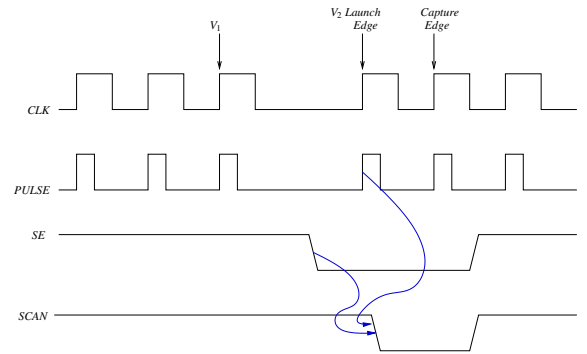 V1
V2 Launch
Edge
Capture
Edge
CLK
PULSE
SE
SCAN